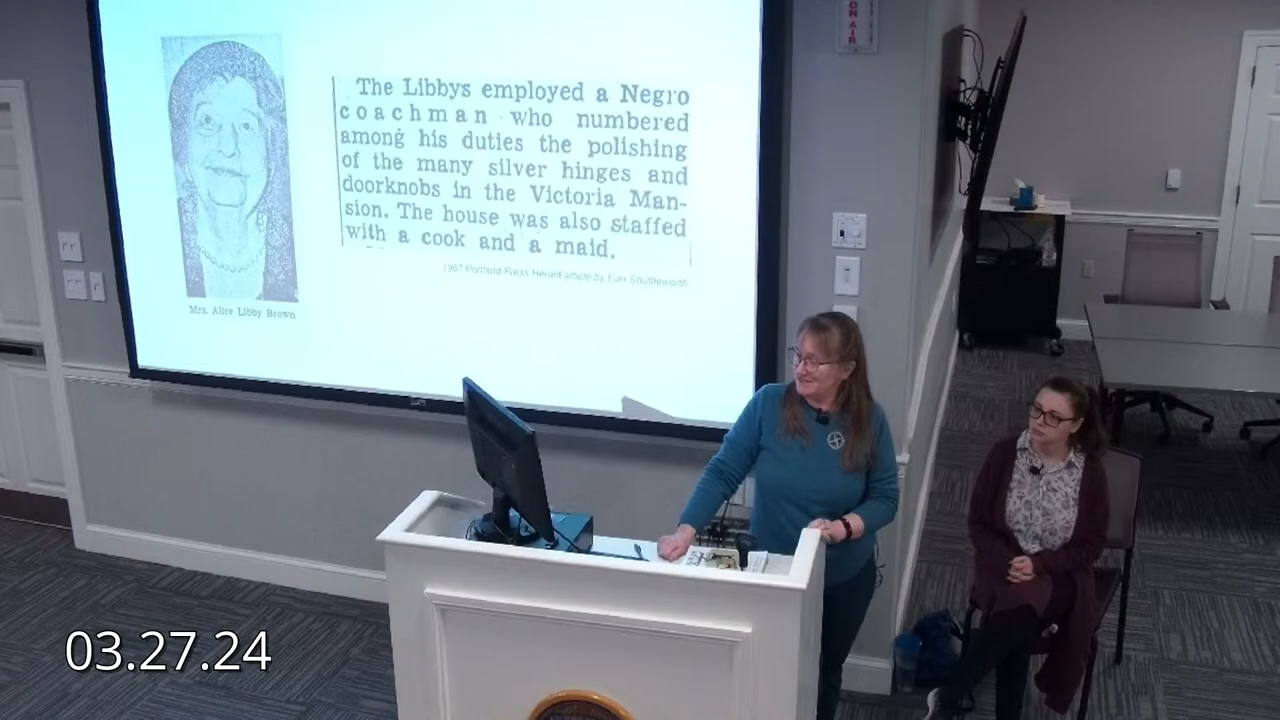 ON AIR
The Libbys employed a Negro
coachman who numbered
among his duties the polishing
of the many silver hinges and
doorknobs in the Victoria Man-
sion. The house was also staffed
with a cook and a maid.
1967 Portland Press Herald article by Earl Shuttleworth
Mrs. Alice Libby Brown
03.27.24